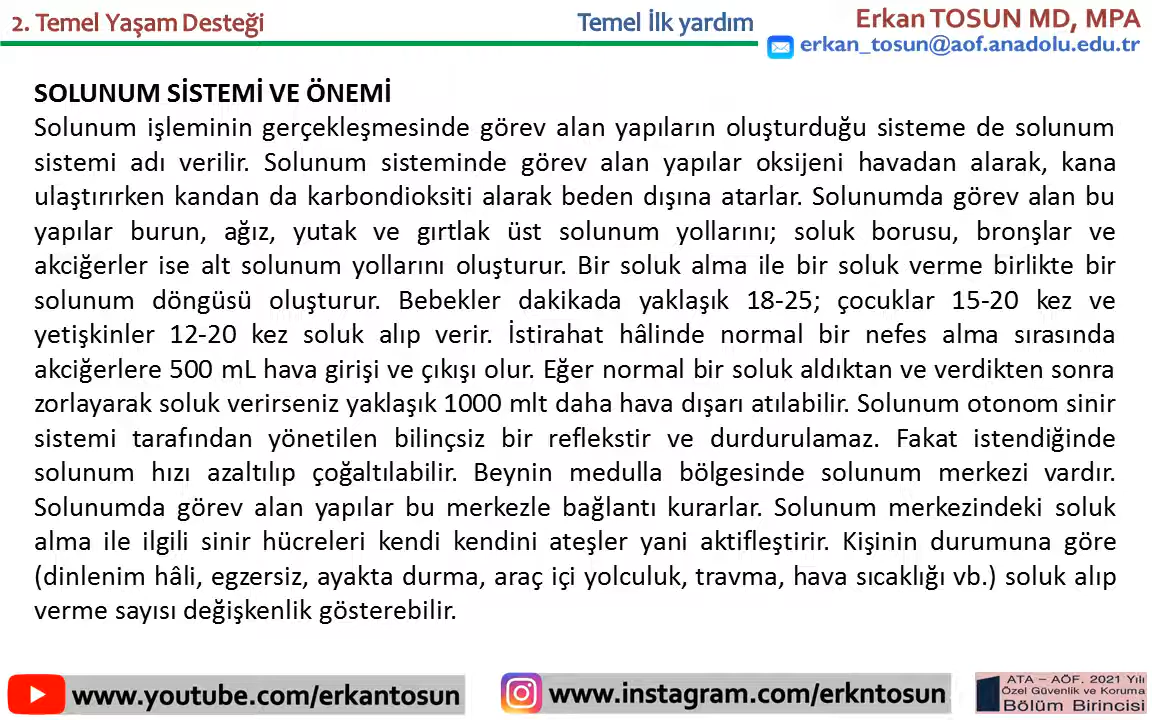 2. Temel Yaşam Desteği
Temel İlk yardım
Erkan TOSUN MD, MPA
erkan_tosun@aof.anadolu.edu.tr
SOLUNUM SİSTEMİ VE ÖNEMİ
Solunum işleminin gerçekleşmesinde görev alan yapıların oluşturduğu sisteme de solunum
sistemi adı verilir. Solunum sisteminde görev alan yapılar oksijeni havadan alarak, kana
ulaştırırken kandan da karbondioksiti alarak beden dışına atarlar. Solunumda görev alan bu
yapılar burun, ağız, yutak ve gırtlak üst solunum yollarını; soluk borusu, bronşlar ve
akciğerler ise alt solunum yollarını oluşturur. Bir soluk alma ile bir soluk verme birlikte bir
solunum döngüsü oluşturur. Bebekler dakikada yaklaşık 18-25; çocuklar 15-20 kez ve
yetişkinler 12-20 kez soluk alıp verir. İstirahat hâlinde normal bir nefes alma sırasında
akciğerlere 500 mL hava girişi ve çıkışı olur. Eğer normal bir soluk aldıktan ve verdikten sonra
zorlayarak soluk verirseniz yaklaşık 1000 mlt daha hava dışarı atılabilir. Solunum otonom sinir
sistemi tarafından yönetilen bilinçsiz bir reflekstir ve durdurulamaz. Fakat istendiğinde
solunum hızı azaltılıp çoğaltılabilir. Beynin medulla bölgesinde solunum merkezi vardır.
Solunumda görev alan yapılar bu merkezle bağlantı kurarlar. Solunum merkezindeki soluk
alma ile ilgili sinir hücreleri kendi kendini ateşler yani aktifleştirir. Kişinin durumuna göre
(dinlenim hâli, egzersiz, ayakta durma, araç içi yolculuk, travma, hava sıcaklığı vb.) soluk alıp
verme sayısı değişkenlik gösterebilir.
www.youtube.com/erkantosun
www.instagram.com/erkntosun
ATA – AÖF. 2021 Yılı
Özel Güvenlik ve Koruma
Bölüm Birincisi